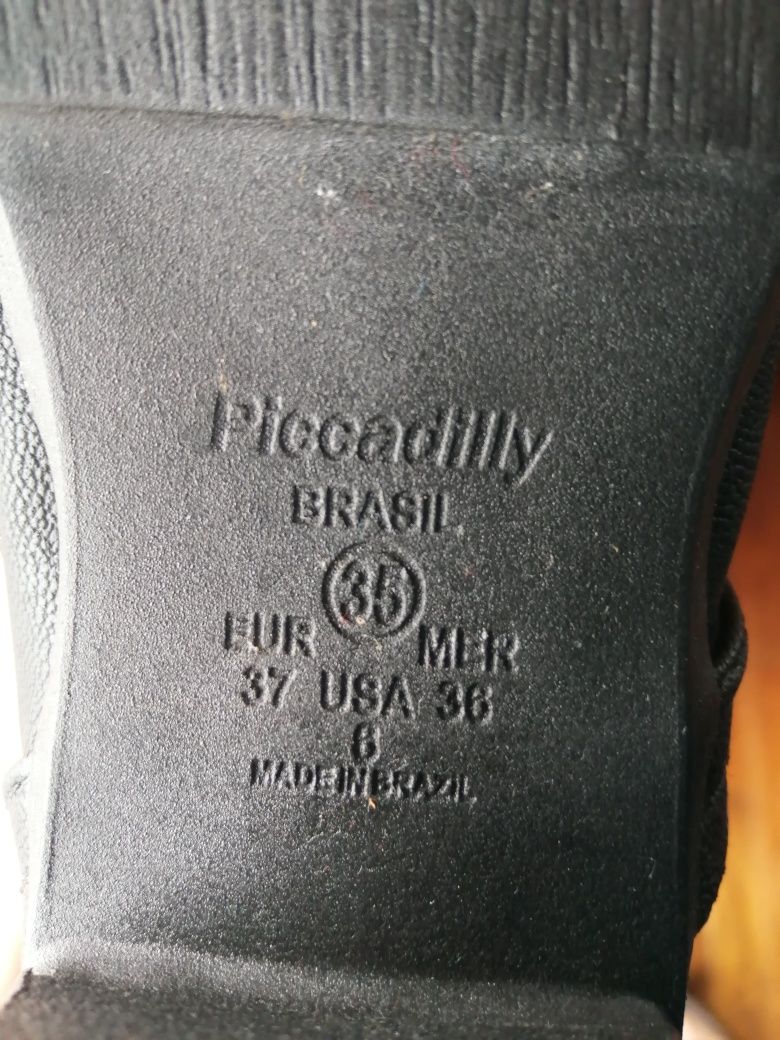 Piccadilly
BRASIL
35
EUR MER
37 USA 36
6
MADE IN BRAZIL